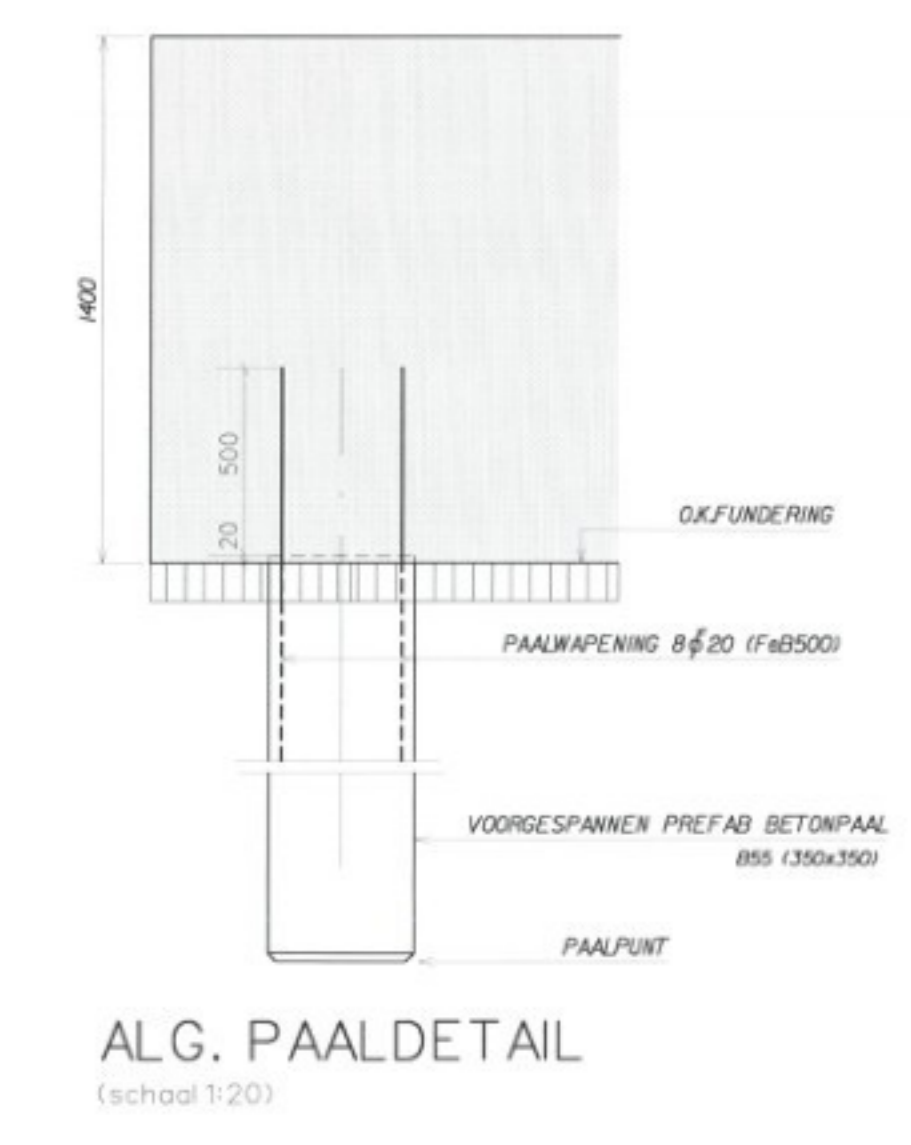 1400
500
20
O.K.FUNDERING
PAALWAPENING 8⌀20 (FeB500)
VOORGESPANNEN PREFAB BETONPAAL
B55 (350x350)
PAALPUNT
ALG. PAALDETAIL
(schaal 1:20)